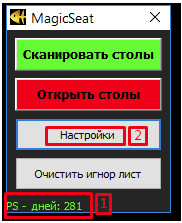 MagicSeat
Сканировать столы
Открыть столы
Настройки 2
Очистить игнор лист
PS - дней: 281 1